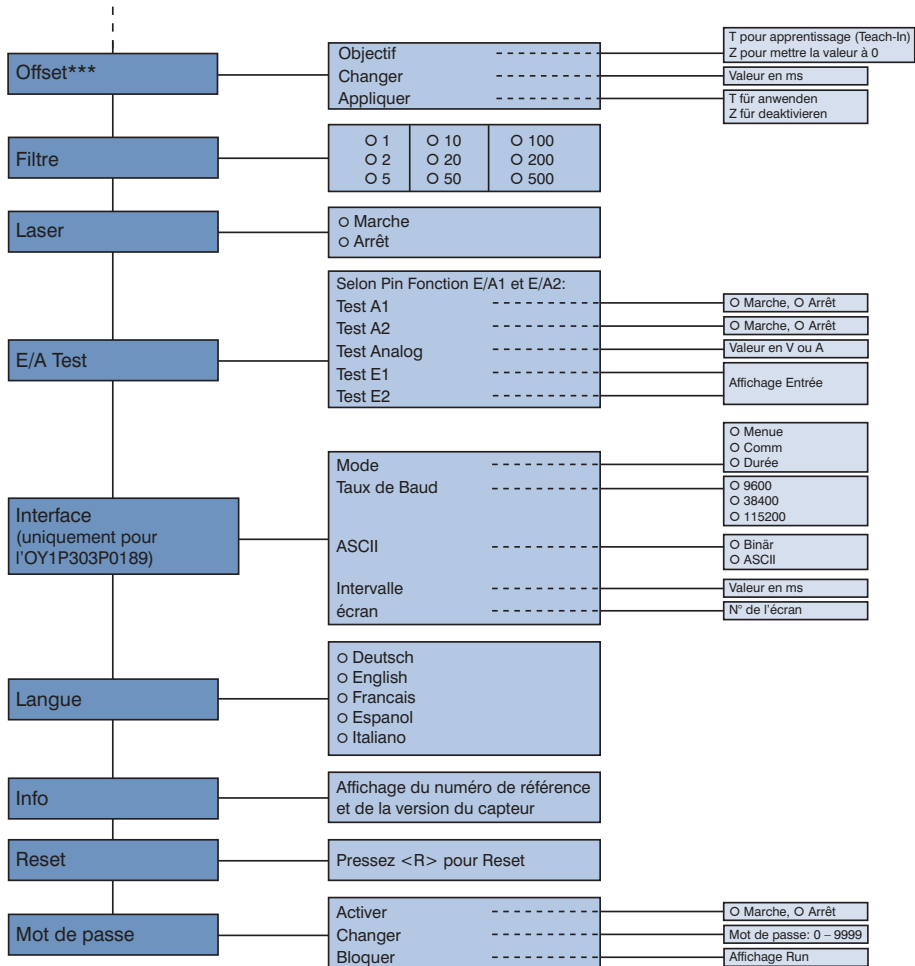 Offset***
Objectif
Changer
Appliquer
T pour apprentissage (Teach-In)
Z pour mettre la valeur à 0
Valeur en ms
T für anwenden
Z für deaktivieren
Filtre
O 1 O 10 O 100
O 2 O 20 O 200
O 5 O 50 O 500
Laser
O Marche
O Arrêt
E/A Test
Selon Pin Fonction E/A1 et E/A2:
Test A1
Test A2
Test Analog
Test E1
Test E2
O Marche, O Arrêt
O Marche, O Arrêt
Valeur en V ou A
Affichage Entrée
Interface
(uniquement pour
l'OY1P303P0189)
Mode
Taux de Baud
ASCII
Intervalle
écran
O Menue
O Comm
O Durée
O 9600
O 38400
O 115200
O Binär
O ASCII
Valeur en ms
N° de l'écran
Langue
O Deutsch
O English
O Francais
O Espanol
O Italiano
Info
Affichage du numéro de référence
et de la version du capteur
Reset
Pressez <R> pour Reset
Mot de passe
Activer
Changer
Bloquer
O Marche, O Arrêt
Mot de passe: 0 – 9999
Affichage Run